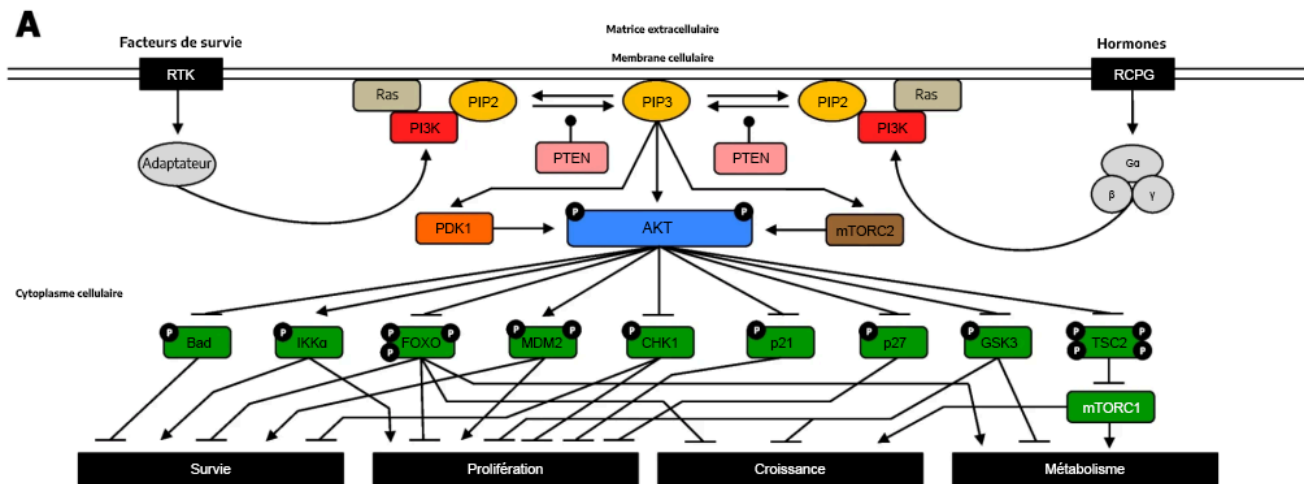 A
Matrice extracellulaire
Facteurs de survie
Hormones
Membrane cellulaire
RTK
RCPG
Ras
PIP2
PIP3
PIP2
Ras
PI3K
PI3K
PTEN
PTEN
Adaptateur
Gα
β
γ
P
P
PDK1
AKT
mTORC2
Cytoplasme cellulaire
P
P
P
P
P
P
P
P
P
P
P
P
P
Bad
IKKα
FOXO
MDM2
CHK1
p21
p27
GSK3
TSC2
P
P
P
mTORC1
Survie
Prolifération
Croissance
Métabolisme